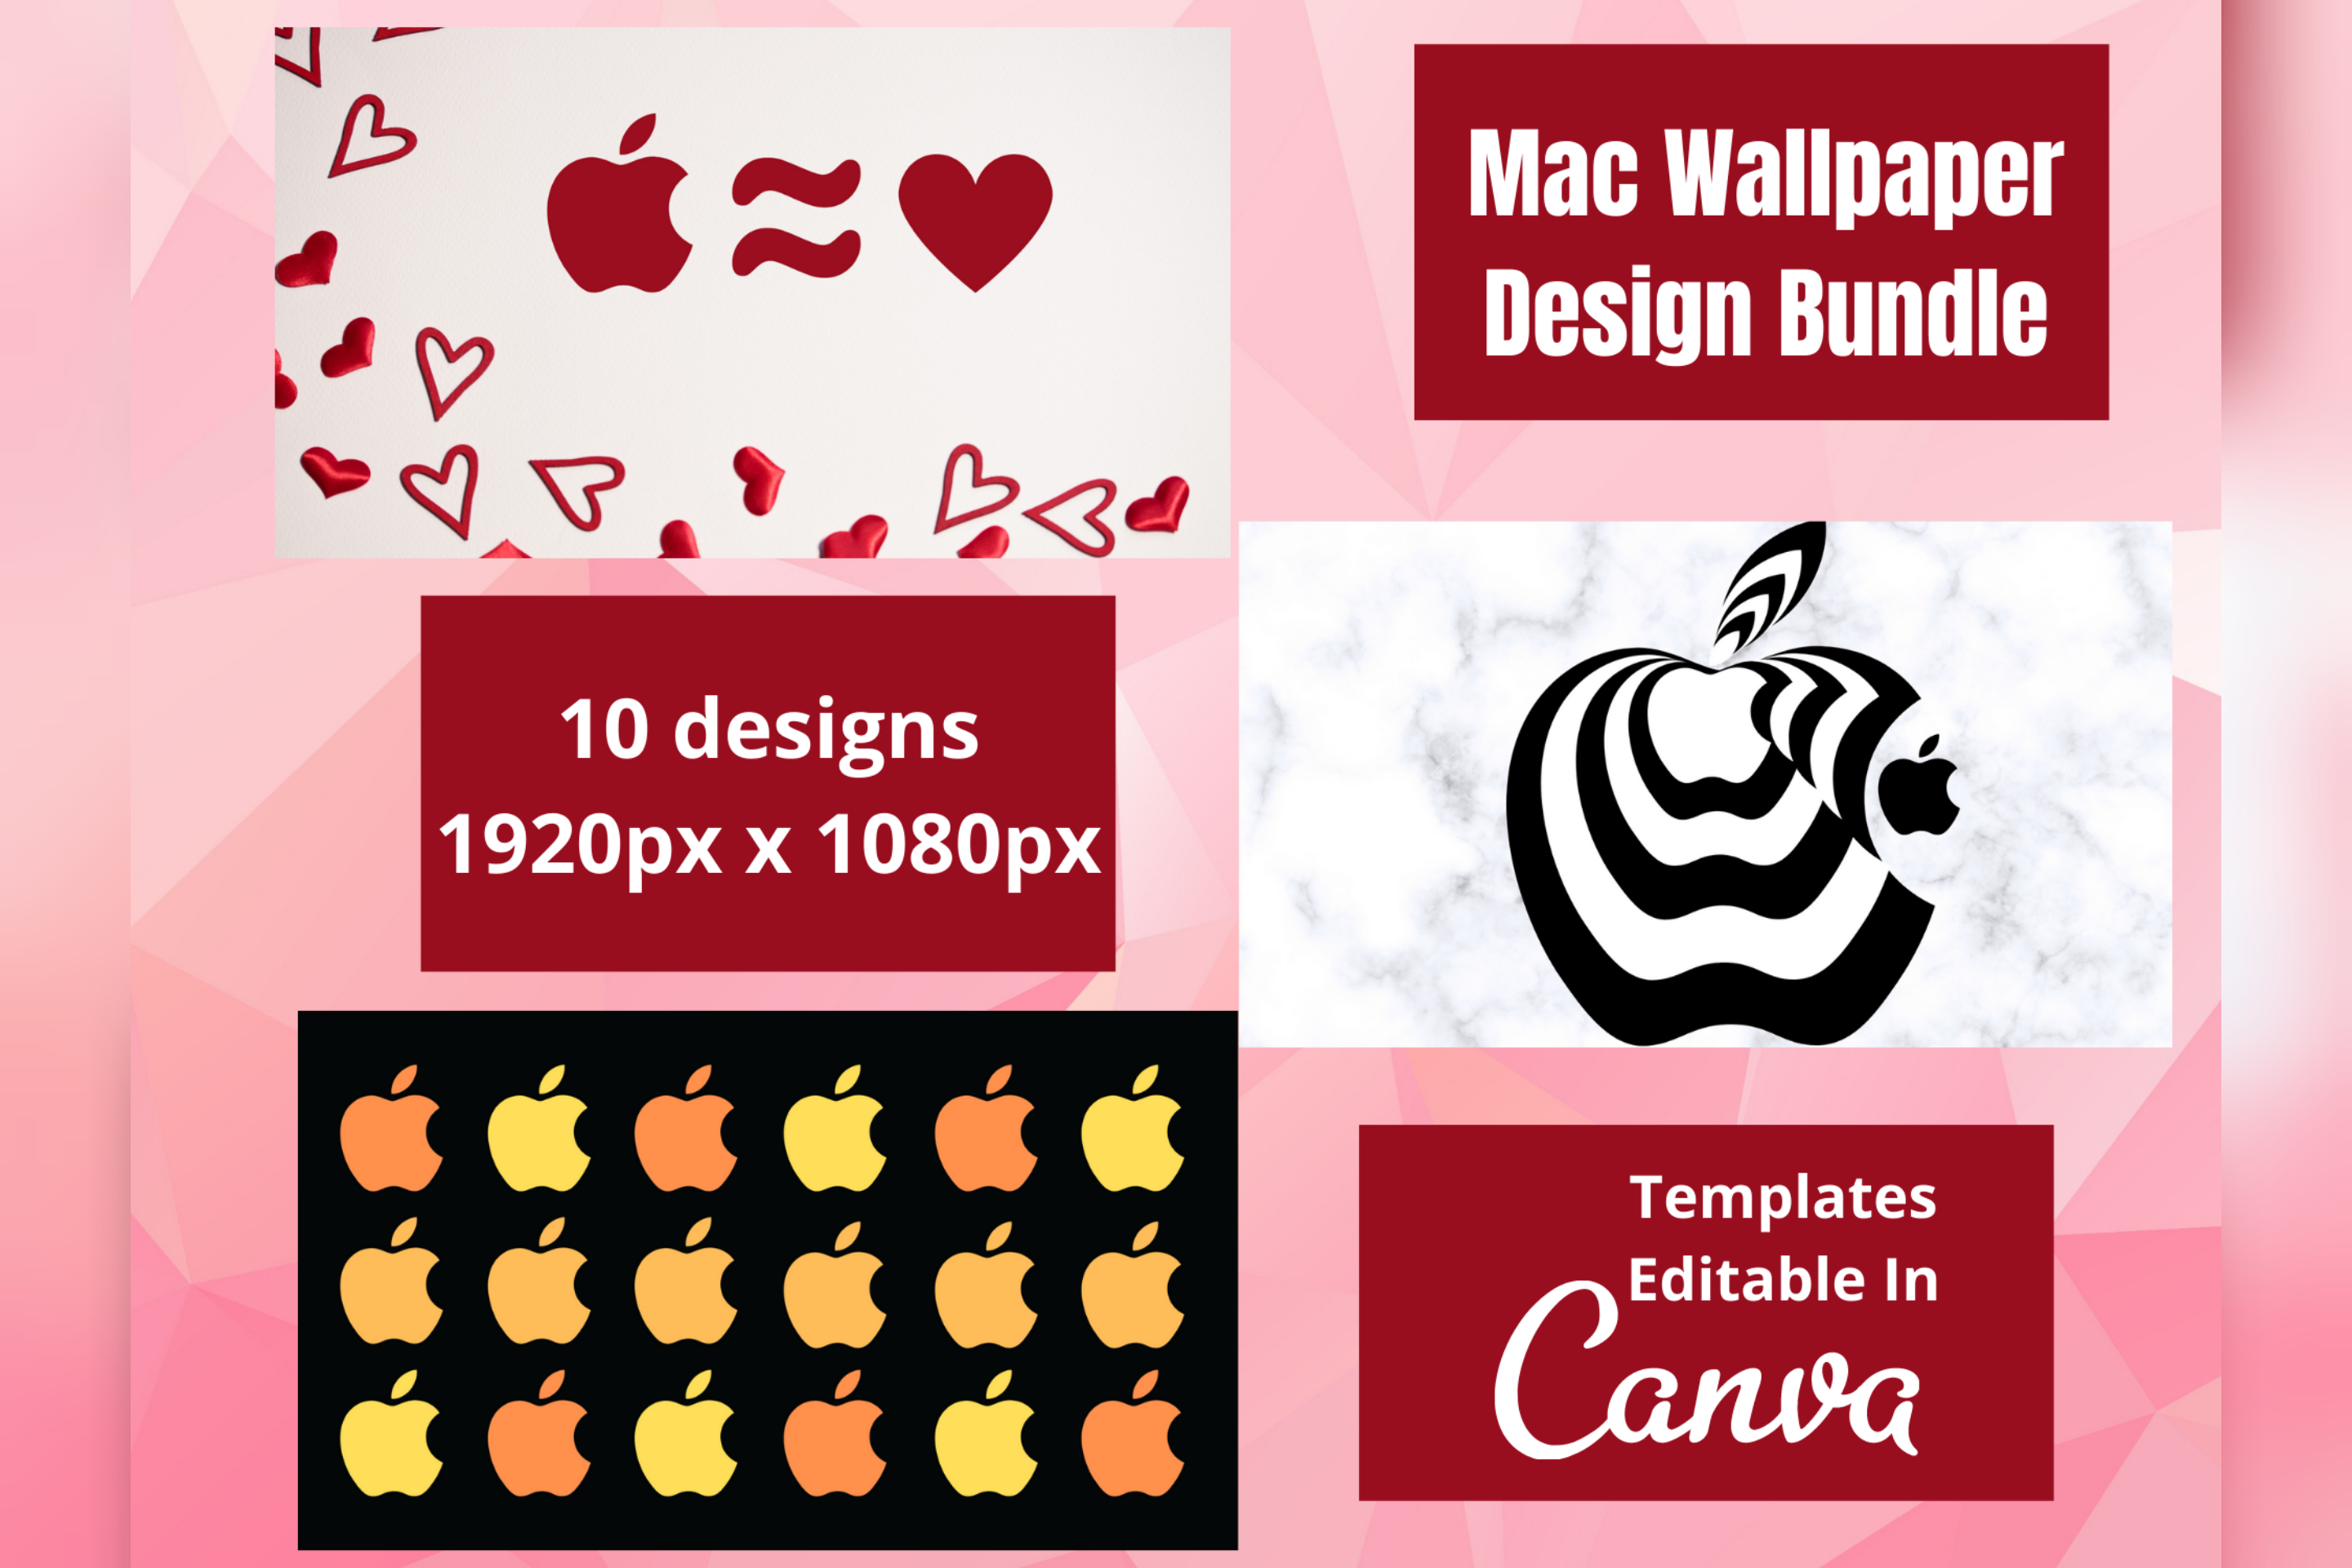 Mac Wallpaper
Design Bundle
10 designs
1920px x 1080px
Templates
Editable In
Canva